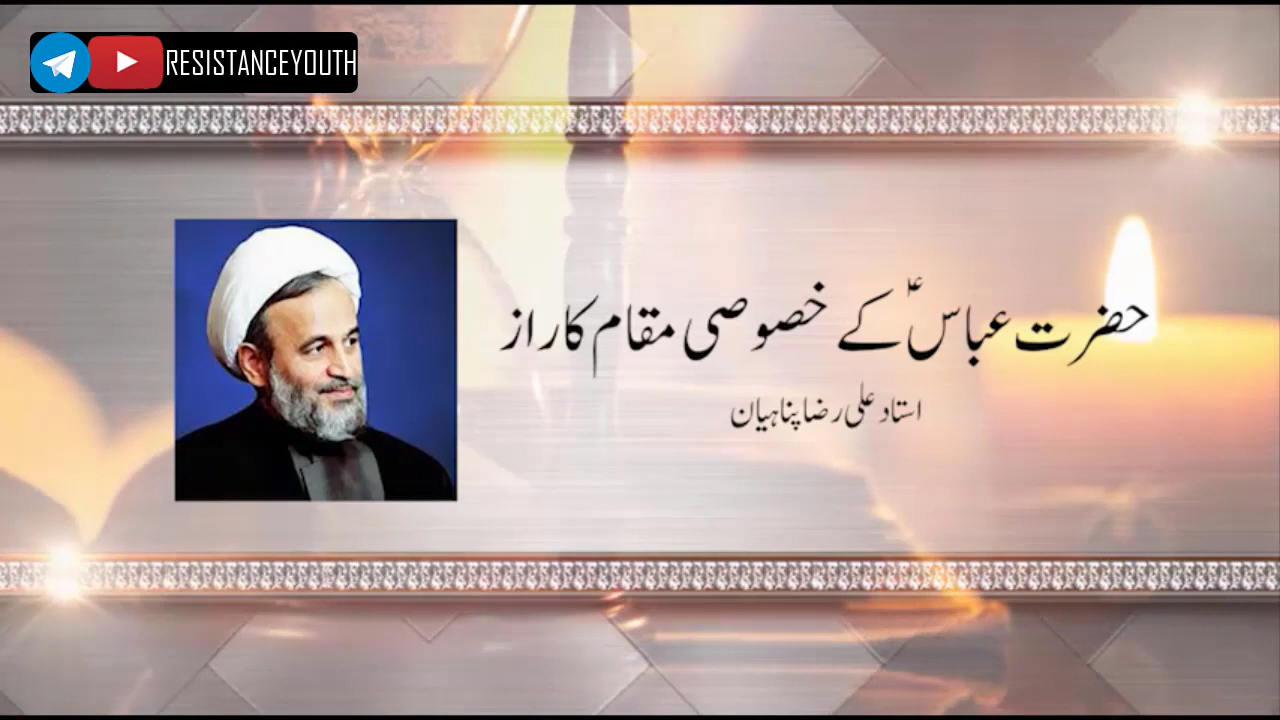 RESISTANCEYOUTH
حضرت عباسؑ کے خصوصی مقام کا راز
استاد علی رضا پناہیان